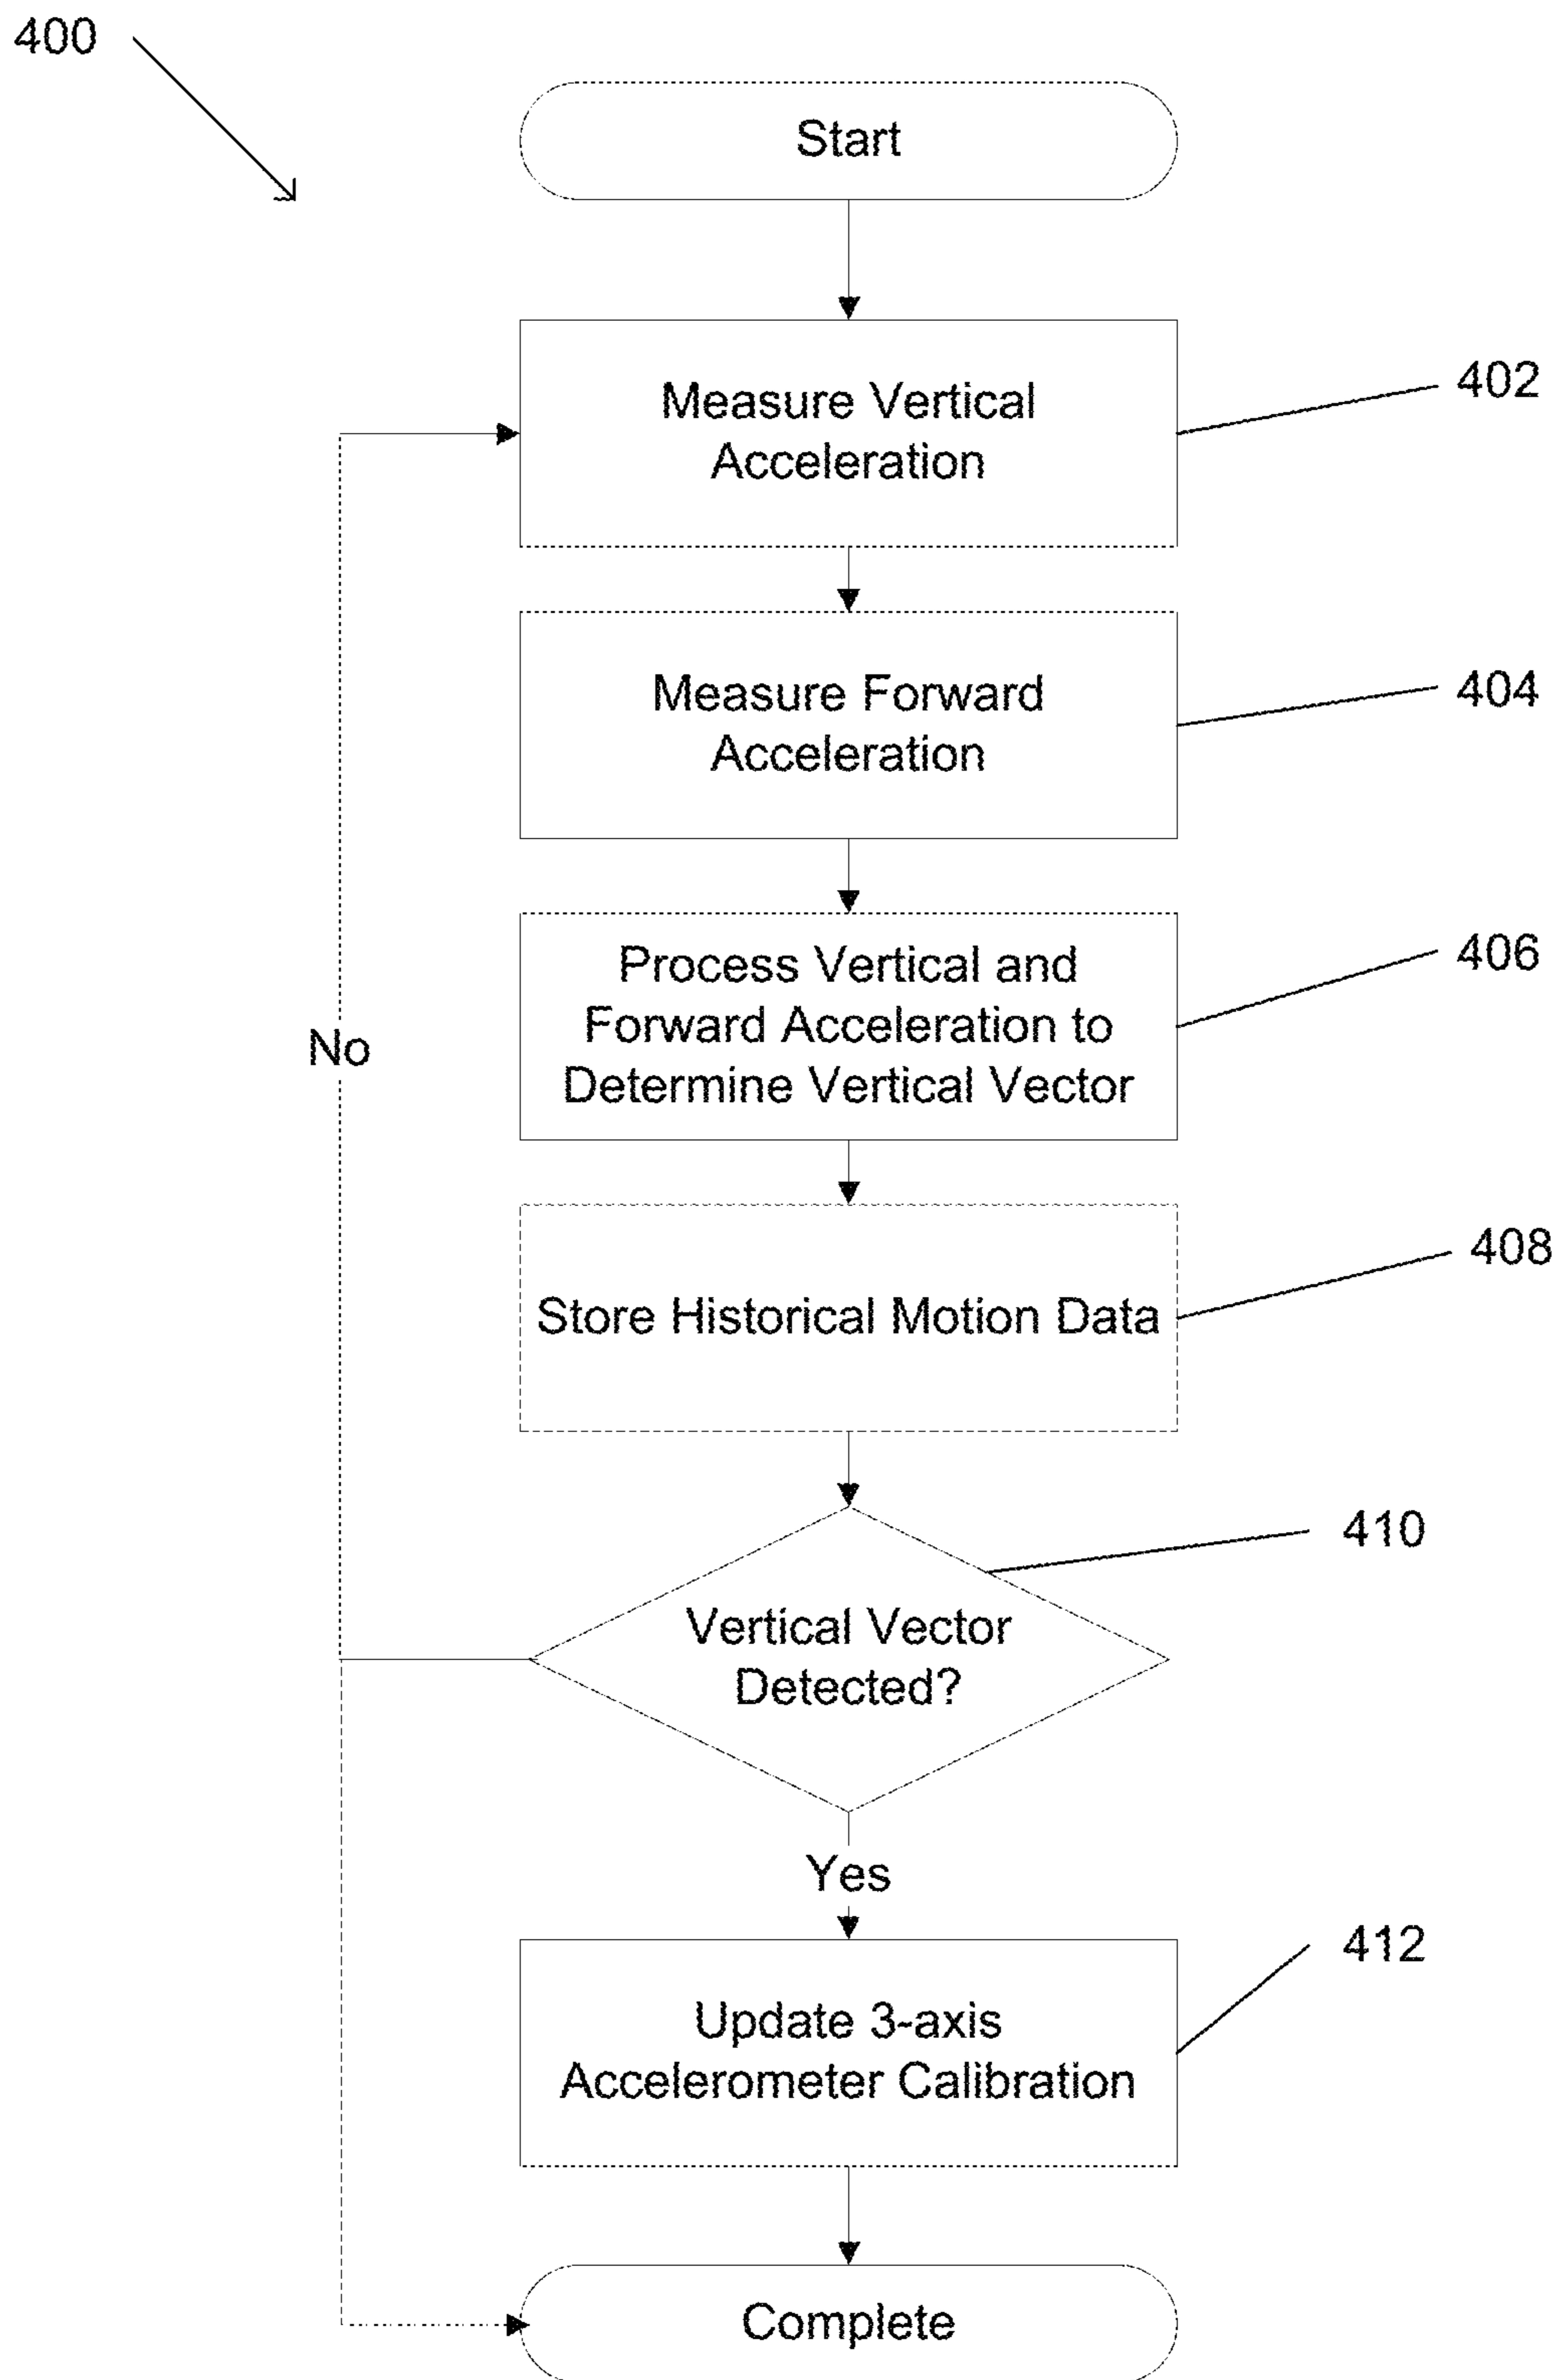 400
Start
Measure Vertical
Acceleration
402
Measure Forward
Acceleration
404
Process Vertical and
Forward Acceleration to
Determine Vertical Vector
406
No
Store Historical Motion Data
408
Vertical Vector
Detected?
410
Yes
Update 3-axis
Accelerometer Calibration
412
Complete